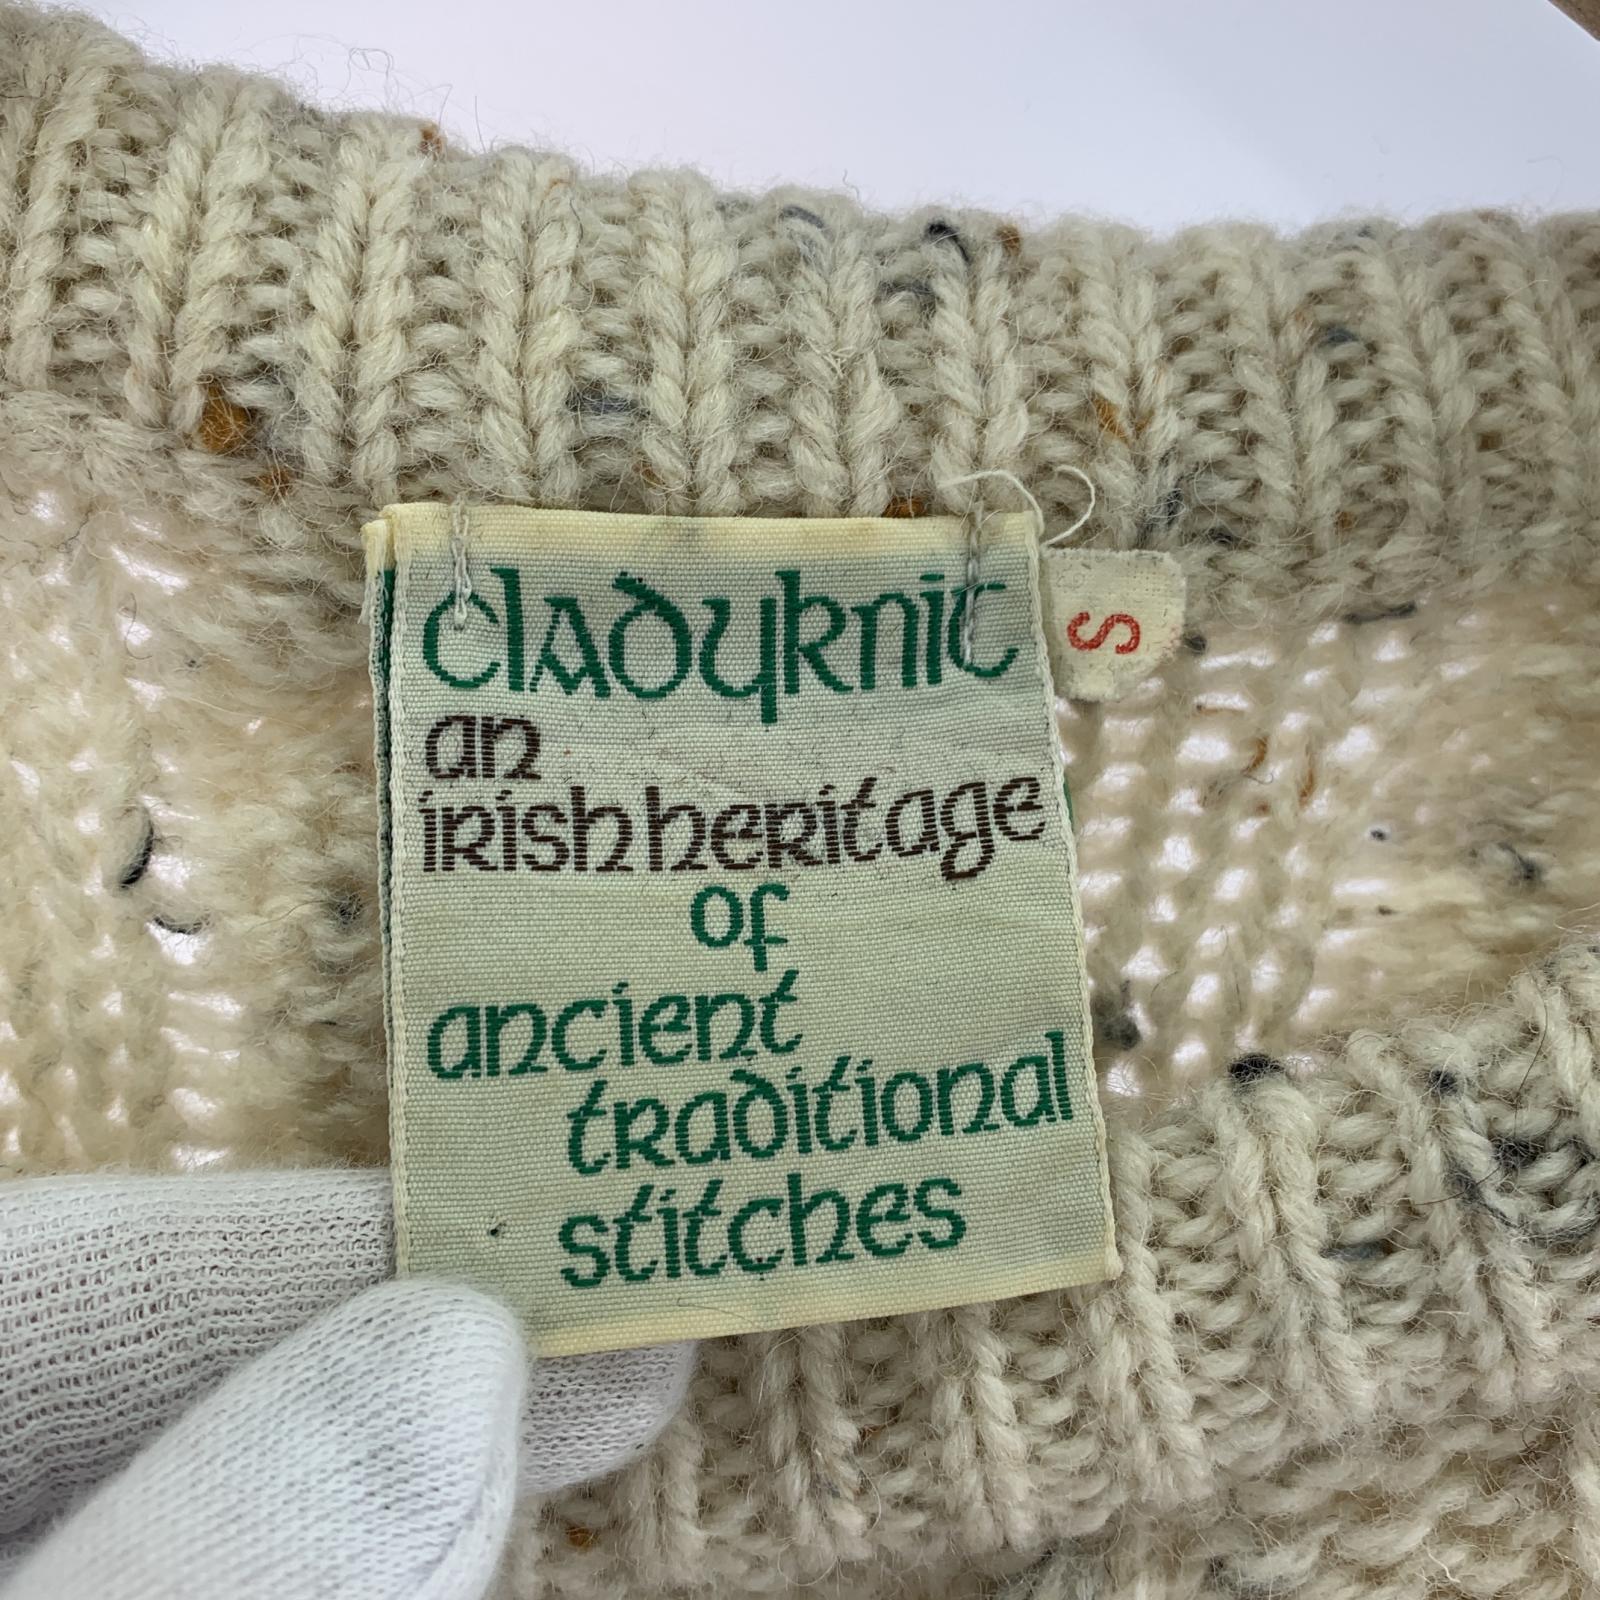 cladyknit
S
an
irish heritage
of
ancient
traditional
stitches